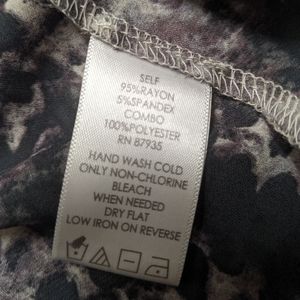 SELF
95%RAYON
5%SPANDEX
COMBO
100%POLYESTER
RN 87935
HAND WASH COLD
ONLY NON-CHLORINE
BLEACH
WHEN NEEDED
DRY FLAT
LOW IRON ON REVERSE